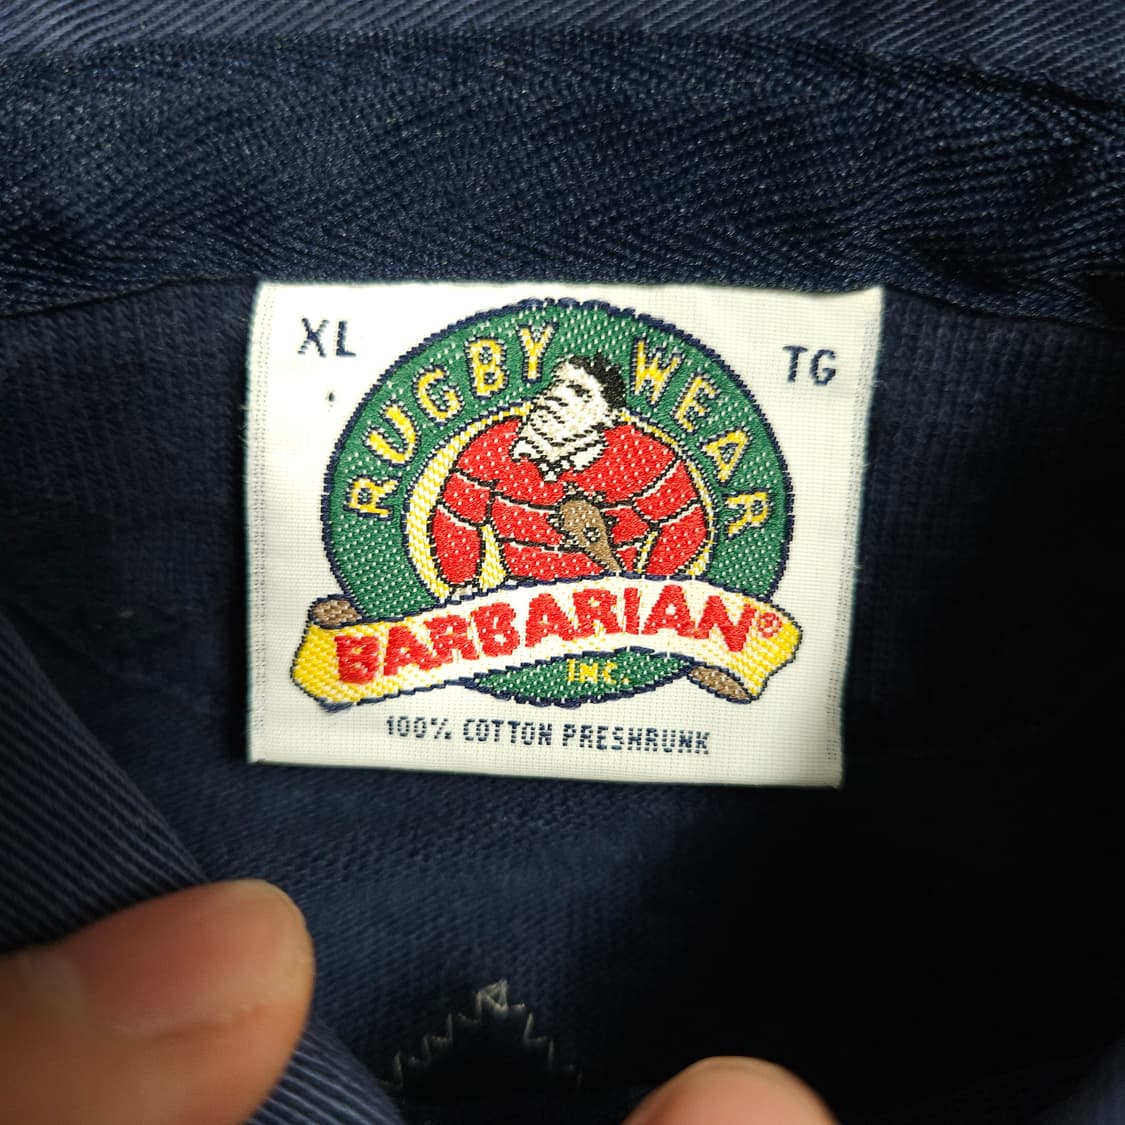 XL
TG
RUGBY WEAR
BARBARIAN®
INC.
100% COTTON PRESHRUNK